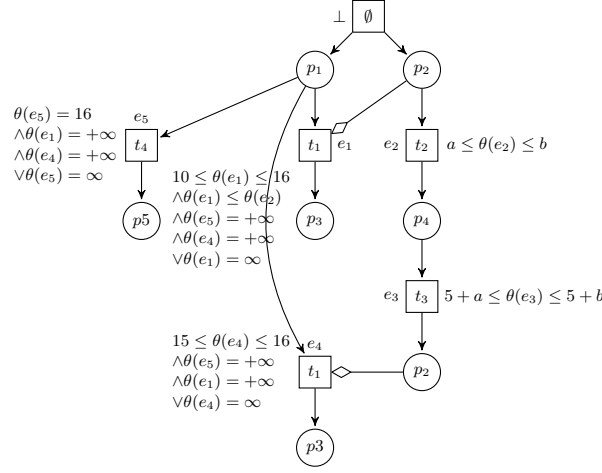 ⊥ ∅
p₁
p₂
θ(e₅) = 16
∧θ(e₁) = +∞
∧θ(e₄) = +∞
∨θ(e₅) = ∞
e₅
t₄
t₁
e₁
e₂
t₂
a ≤ θ(e₂) ≤ b
10 ≤ θ(e₁) ≤ 16
∧θ(e₁) ≤ θ(e₂)
∧θ(e₅) = +∞
∧θ(e₄) = +∞
∨θ(e₁) = ∞
p5
p₃
p₄
e₃
t₃
5 + a ≤ θ(e₃) ≤ 5 + b
15 ≤ θ(e₄) ≤ 16
∧θ(e₅) = +∞
∧θ(e₁) = +∞
∨θ(e₄) = ∞
e₄
t₁
p₂
p3